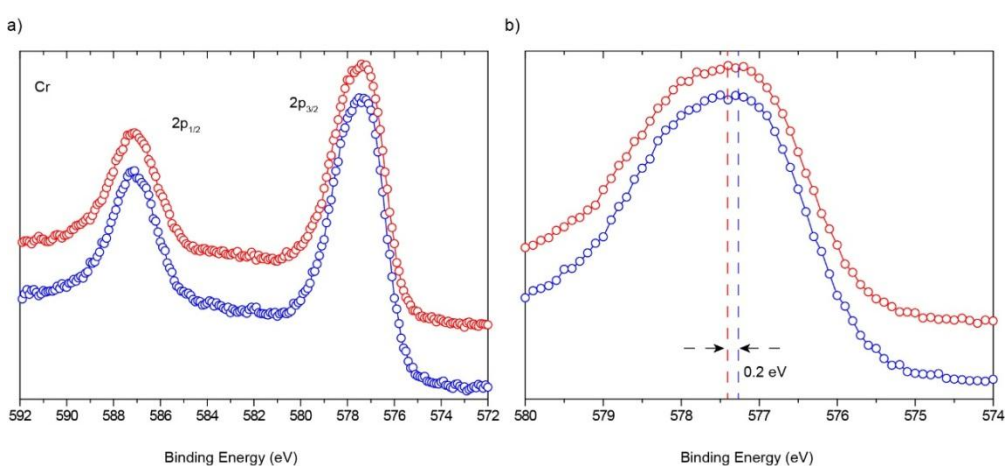 a)
b)
Cr
2p1/2
2p3/2
0.2 eV
592 590 588 586 584 582 580 578 576 574 572
580 579 578 577 576 575 574
Binding Energy (eV)
Binding Energy (eV)